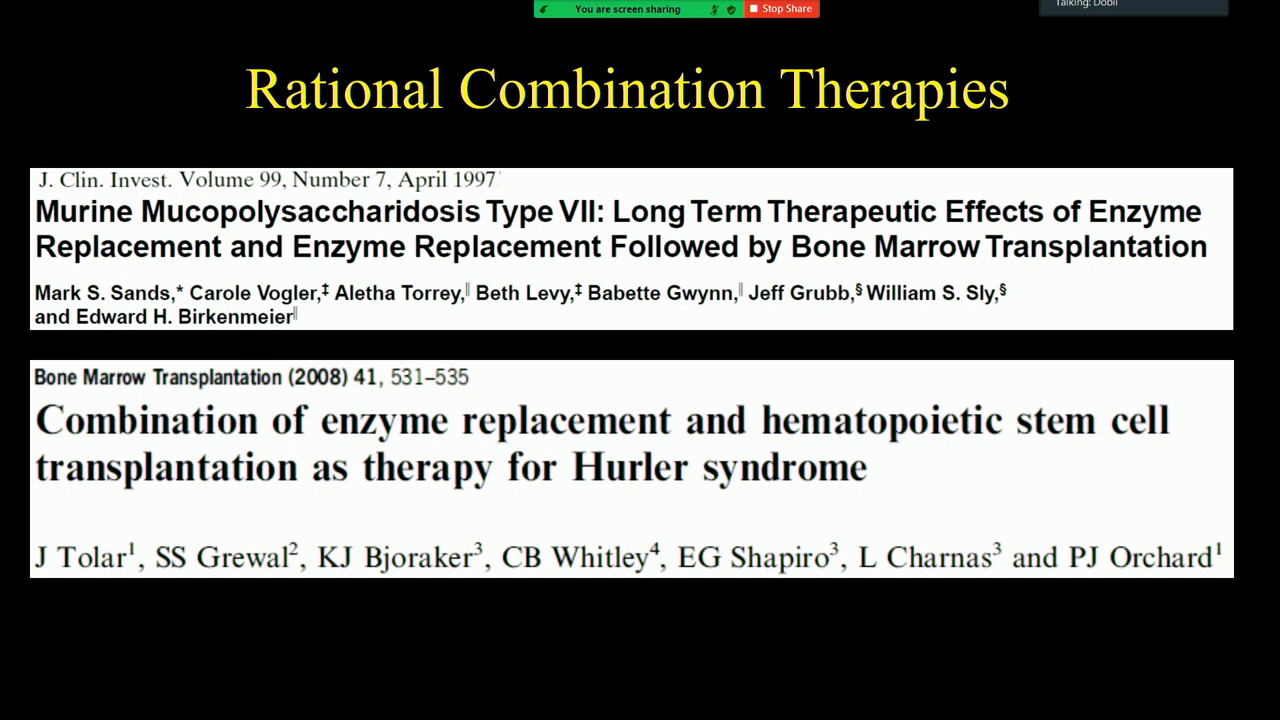 You are screen sharing
Stop Share
Talking: Dobil
Rational Combination Therapies
J. Clin. Invest. Volume 99, Number 7, April 1997
Murine Mucopolysaccharidosis Type VII: Long Term Therapeutic Effects of Enzyme
Replacement and Enzyme Replacement Followed by Bone Marrow Transplantation
Mark S. Sands,* Carole Vogler,‡ Aletha Torrey,‖ Beth Levy,‡ Babette Gwynn,‖ Jeff Grubb,§ William S. Sly,§
and Edward H. Birkenmeier‖
Bone Marrow Transplantation (2008) 41, 531–535
Combination of enzyme replacement and hematopoietic stem cell
transplantation as therapy for Hurler syndrome
J Tolar¹, SS Grewal², KJ Bjoraker³, CB Whitley⁴, EG Shapiro³, L Charnas³ and PJ Orchard¹